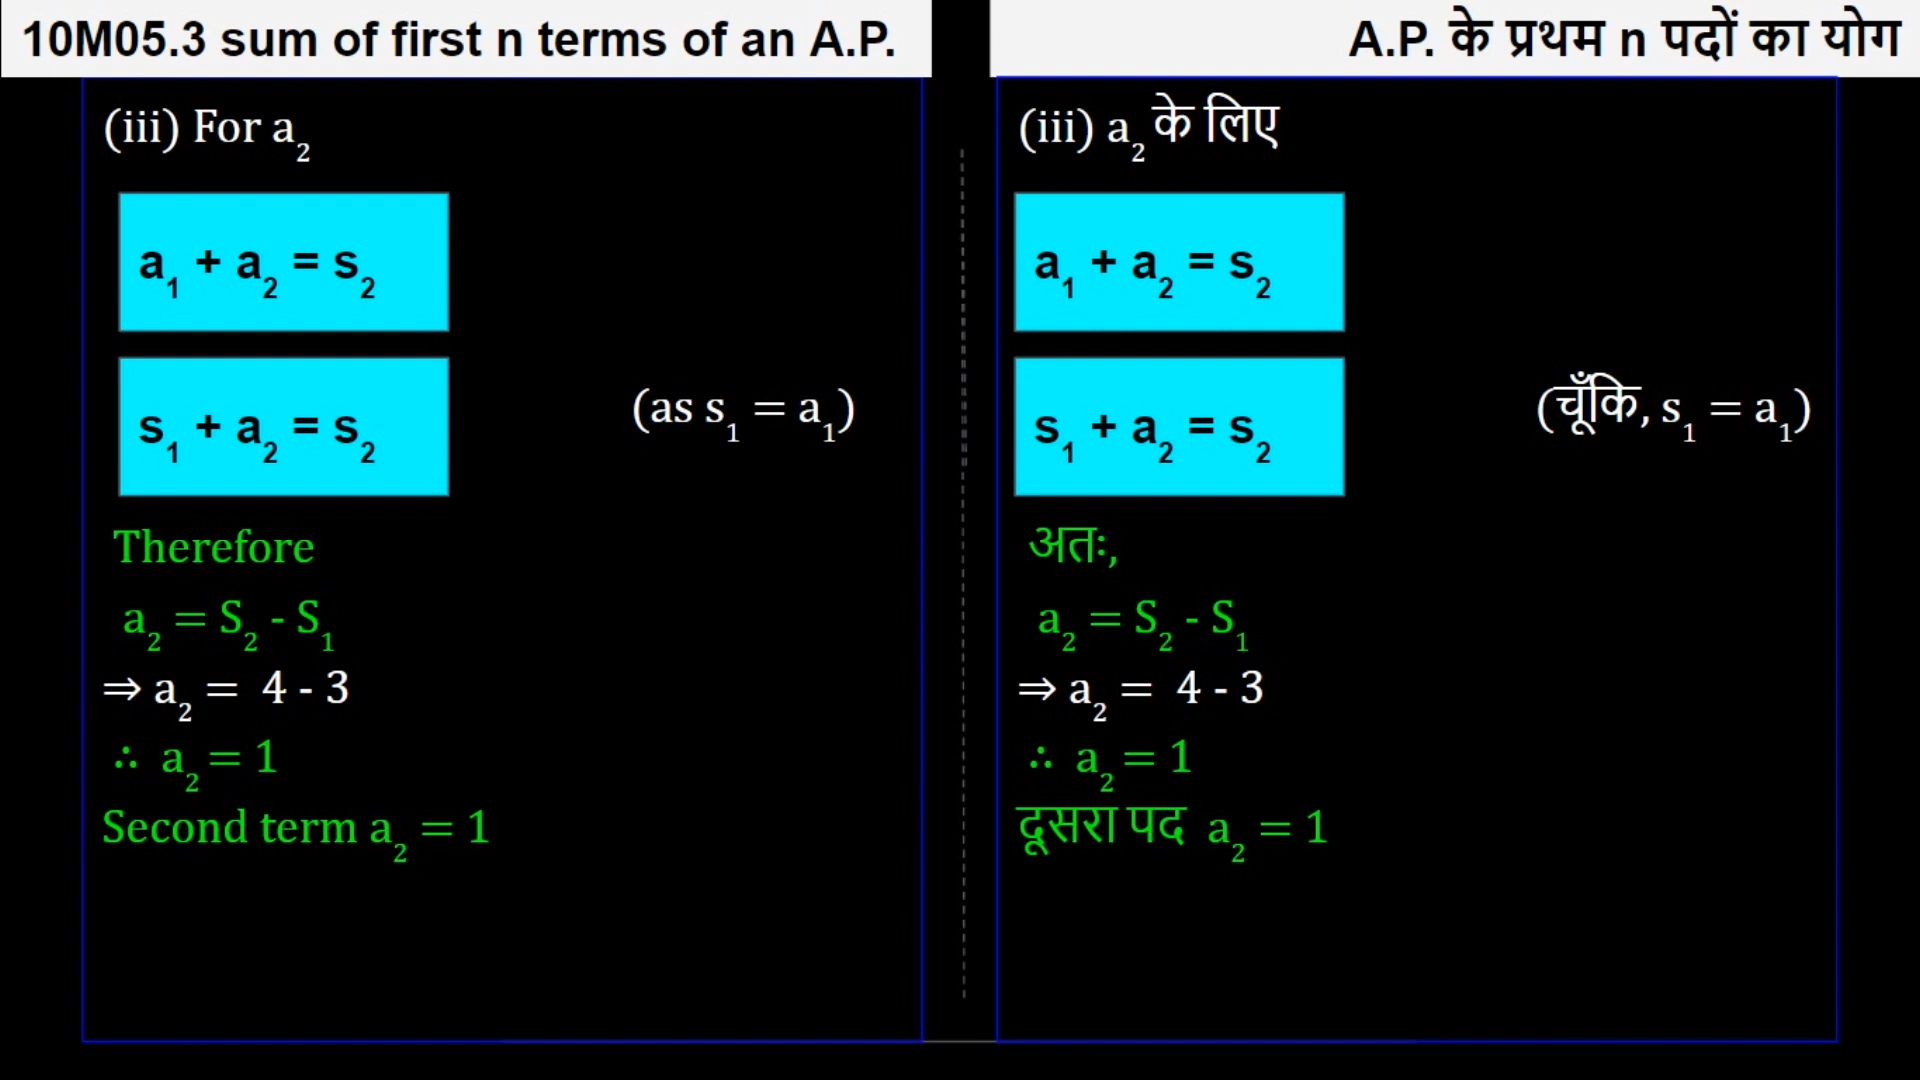 10M05.3 sum of first n terms of an A.P.
(iii) For a₂
a₁ + a₂ = s₂
s₁ + a₂ = s₂
(as s₁ = a₁)
Therefore
a₂ = S₂ - S₁
⇒ a₂ = 4 - 3
∴ a₂ = 1
Second term a₂ = 1
A.P. के प्रथम n पदों का योग
(iii) a₂ के लिए
a₁ + a₂ = s₂
s₁ + a₂ = s₂
(चूँकि, s₁ = a₁)
अतः,
a₂ = S₂ - S₁
⇒ a₂ = 4 - 3
∴ a₂ = 1
दूसरा पद a₂ = 1